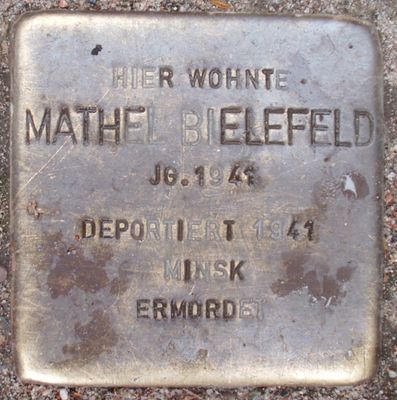 HIER WOHNTE
MATHEL BIELEFELD
JG. 1941
DEPORTIERT 1941
MINSK
ERMORDET